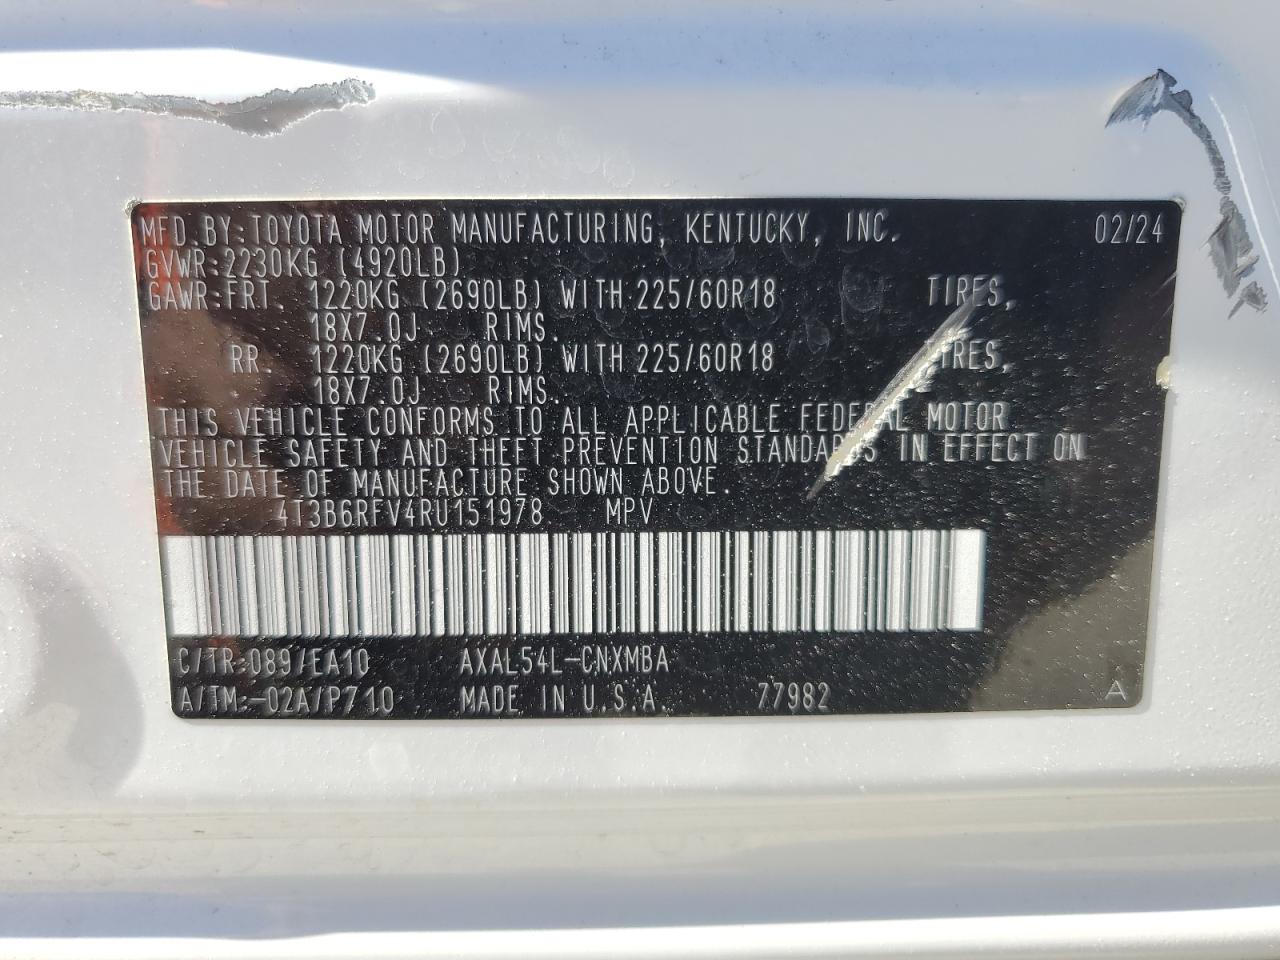 MFD.BY:TOYOTA MOTOR MANUFACTURING, KENTUCKY, INC. 02/24
GVWR:2230KG (4920LB)
GAWR:FRT 1220KG (2690LB) WITH 225/60R18 TIRES,
18X7.0J RIMS.
RR. 1220KG (2690LB) WITH 225/60R18 TIRES,
18X7.0J RIMS.
THIS VEHICLE CONFORMS TO ALL APPLICABLE FEDERAL MOTOR
VEHICLE SAFETY AND THEFT PREVENTION STANDARDS IN EFFECT ON
THE DATE OF MANUFACTURE SHOWN ABOVE.
4T3B6RFV4RU151978 MPV
C/TR:089/EA10 AXAL54L-CNXMBA
A/TM:-02A/P710 MADE IN U.S.A. 77982 A